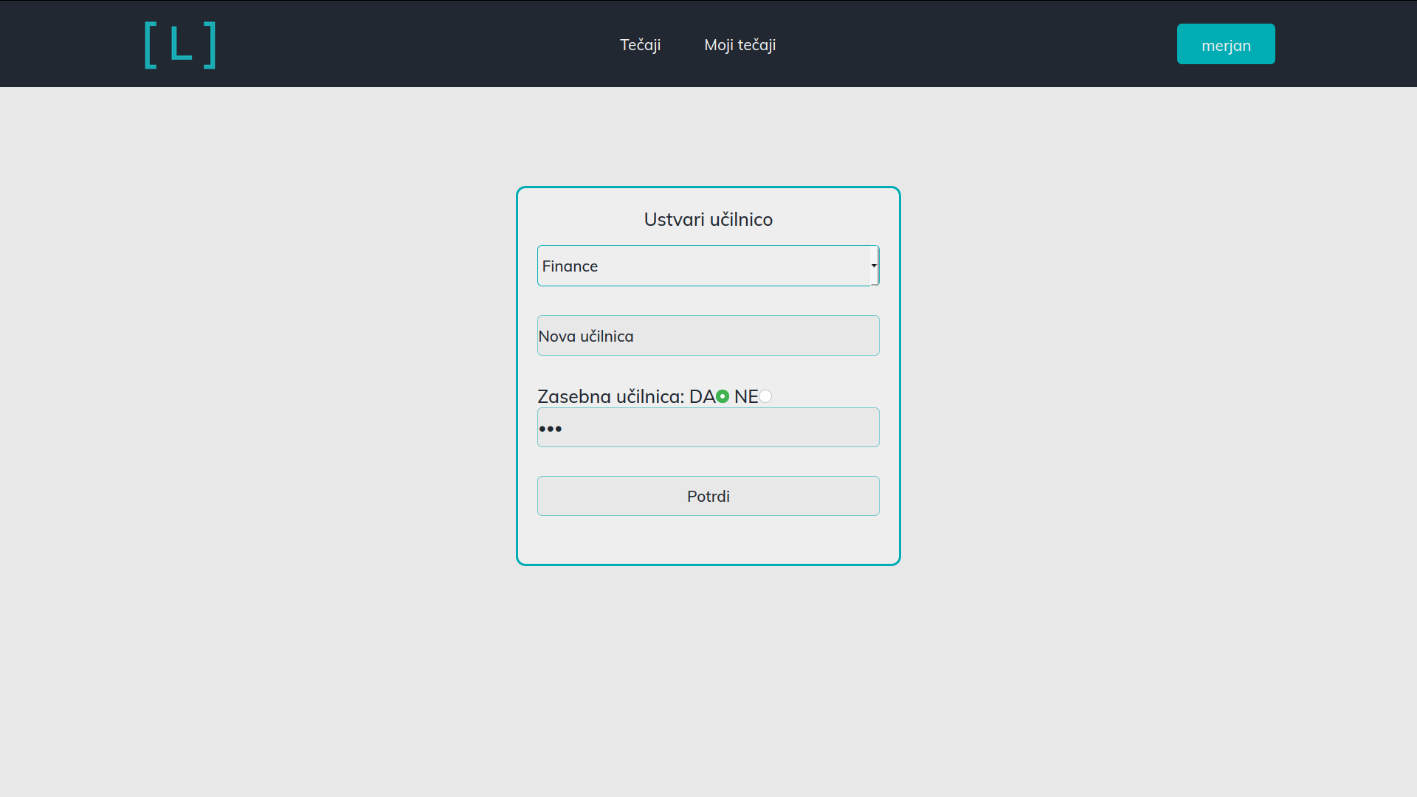 [L]
Tečaji Moji tečaji
merjan
Ustvari učilnico
Finance
Nova učilnica
Zasebna učilnica: DA NE
•••
Potrdi